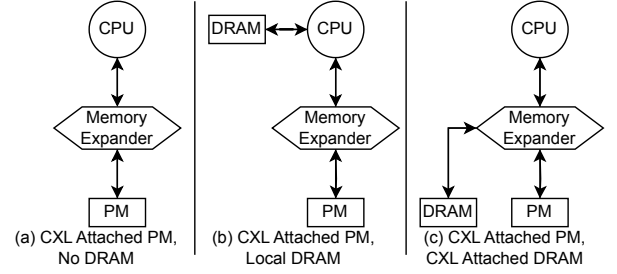 CPU
Memory
Expander
PM
(a) CXL Attached PM,
No DRAM
DRAM
CPU
Memory
Expander
PM
(b) CXL Attached PM,
Local DRAM
CPU
Memory
Expander
DRAM
PM
(c) CXL Attached PM,
CXL Attached DRAM